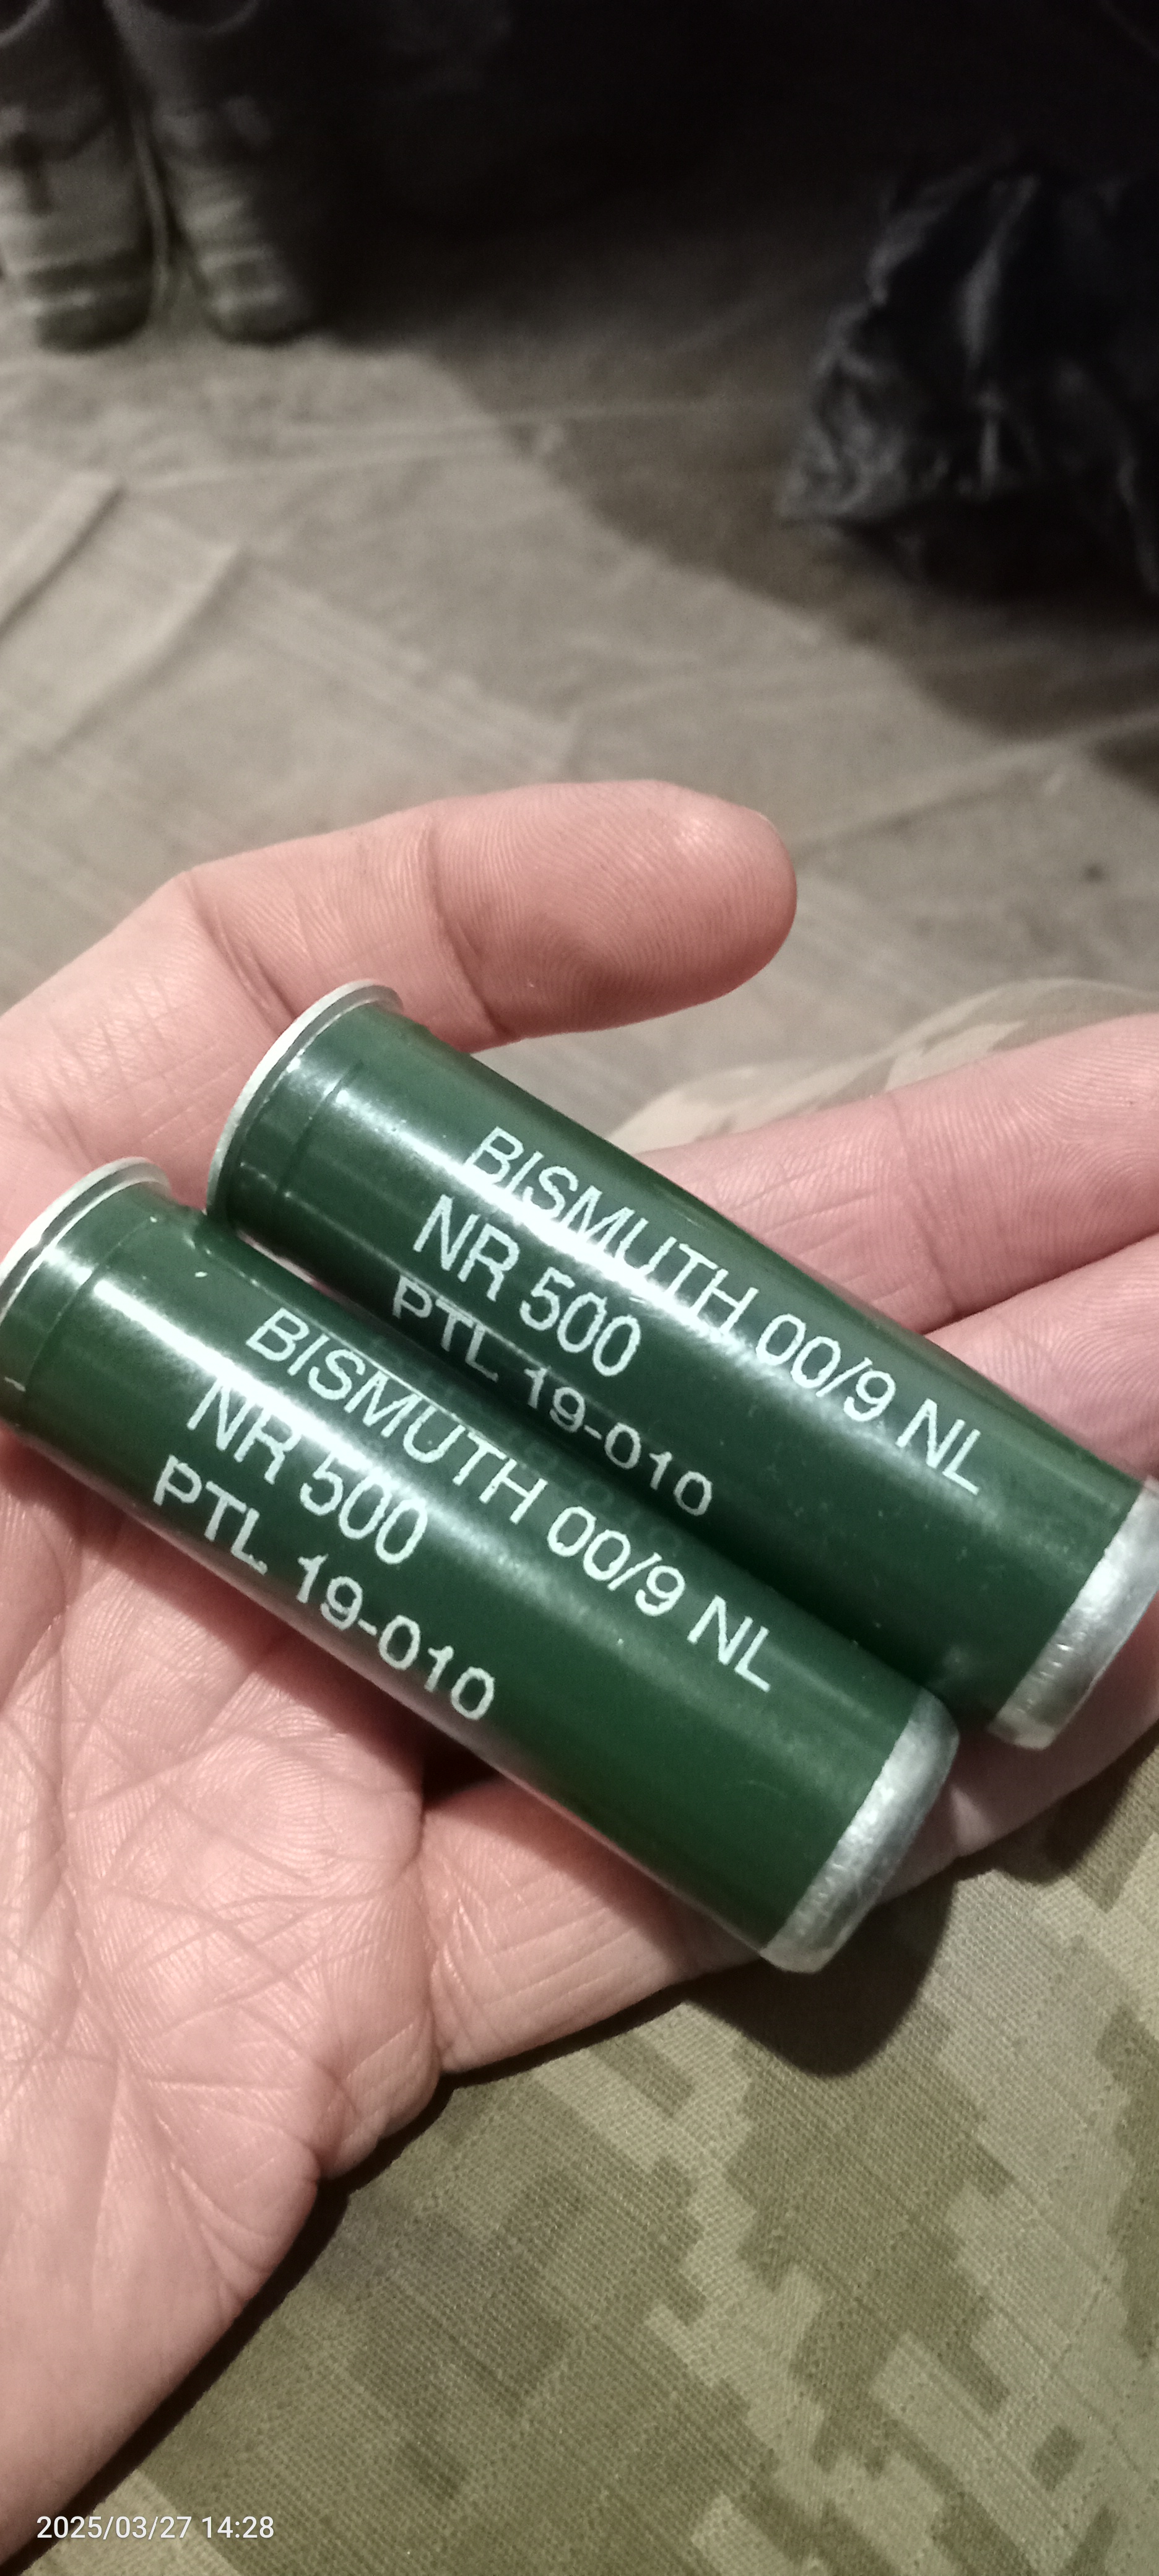 BISMUTH 00/9 NL
NR 500
PTL 19-010
BISMUTH 00/9 NL
NR 500
PTL 19-010
2025/03/27 14:28